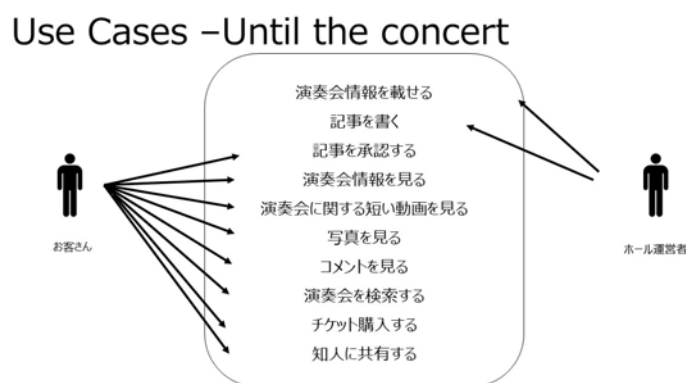 Use Cases –Until the concert
演奏会情報を載せる
記事を書く
記事を承認する
演奏会情報を見る
演奏会に関する短い動画を見る
写真を見る
コメントを見る
演奏会を検索する
チケット購入する
知人に共有する
お客さん
ホール運営者